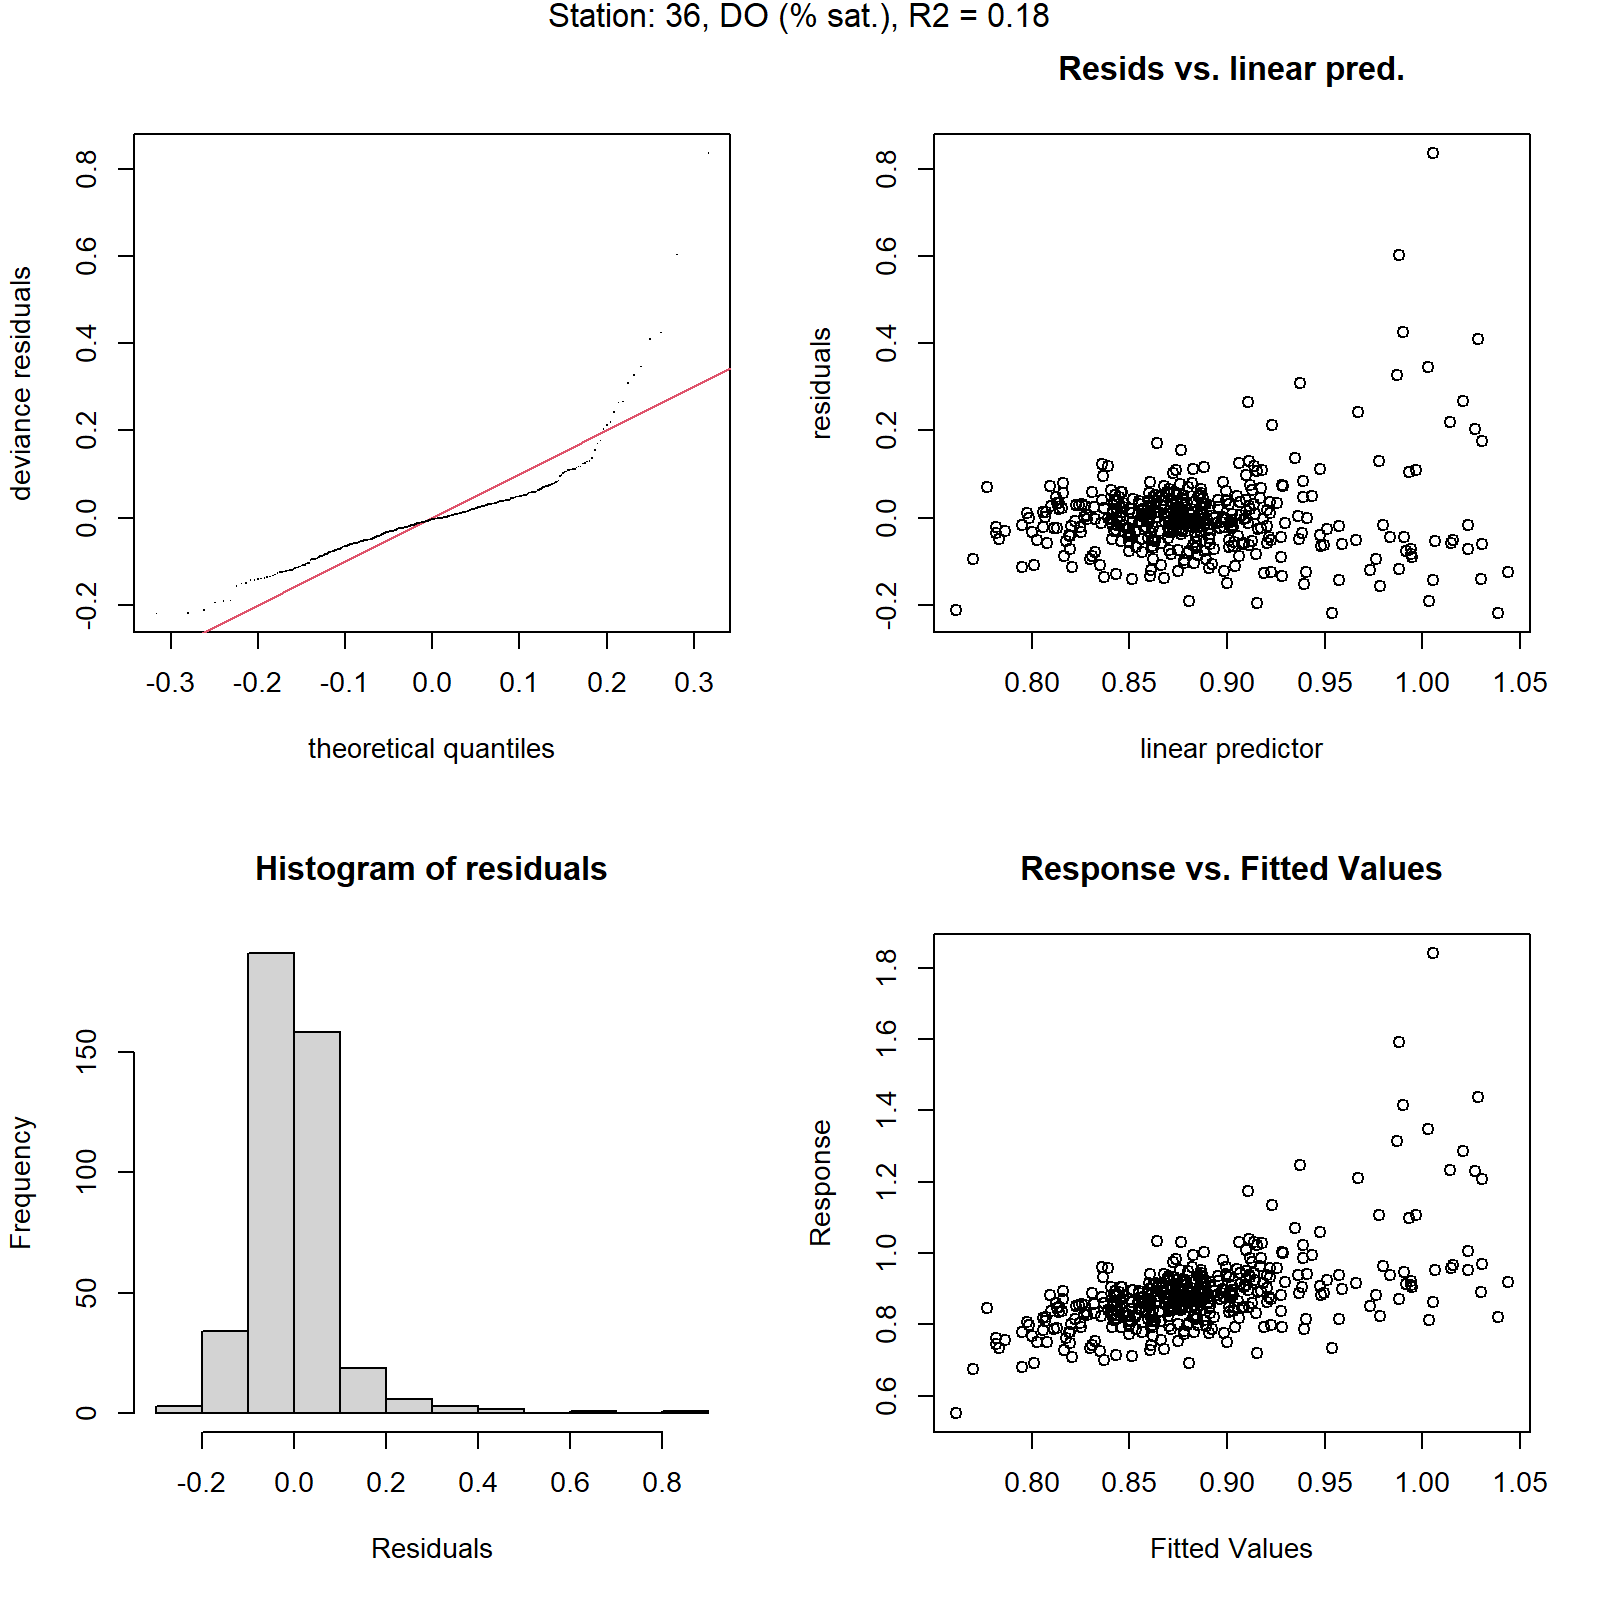 Station: 36, DO (% sat.), R2 = 0.18
deviance residuals
-0.2 0.0 0.2 0.4 0.6 0.8
-0.3 -0.2 -0.1 0.0 0.1 0.2 0.3
theoretical quantiles
Resids vs. linear pred.
residuals
-0.2 0.0 0.2 0.4 0.6 0.8
0.80 0.85 0.90 0.95 1.00 1.05
linear predictor
Histogram of residuals
Frequency
0 50 100 150
-0.2 0.0 0.2 0.4 0.6 0.8
Residuals
Response vs. Fitted Values
Response
0.6 0.8 1.0 1.2 1.4 1.6 1.8
0.80 0.85 0.90 0.95 1.00 1.05
Fitted Values